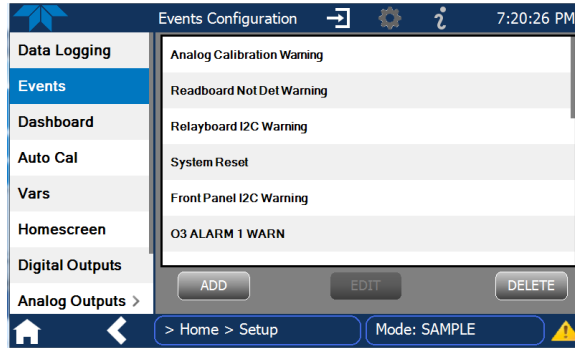 Events Configuration
7:20:26 PM
Data Logging
Events
Dashboard
Auto Cal
Vars
Homescreen
Digital Outputs
Analog Outputs >
Analog Calibration Warning
Readboard Not Det Warning
Relayboard I2C Warning
System Reset
Front Panel I2C Warning
O3 ALARM 1 WARN
ADD
EDIT
DELETE
> Home > Setup
Mode: SAMPLE